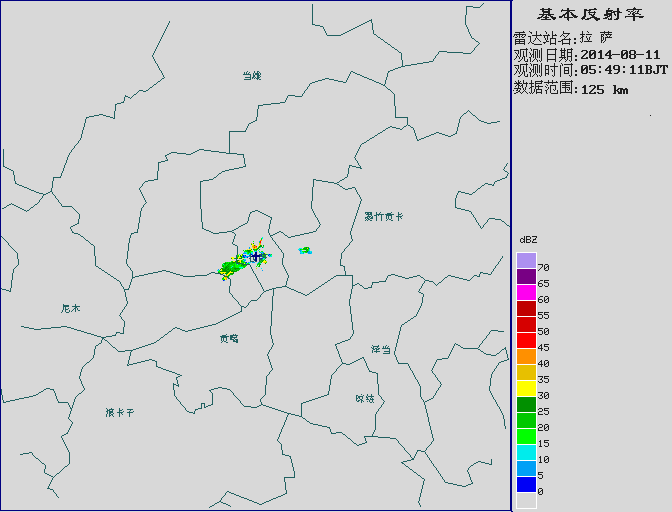 基本反射率
雷达站名:拉 萨
观测日期:2014-08-11
观测时间:05:49:11BJT
数据范围:125 km
当雄
墨竹贡卡
尼木
贡嘎
泽当
琼结
浪卡子
dBZ
70
65
60
55
50
45
40
35
30
25
20
15
10
5
0